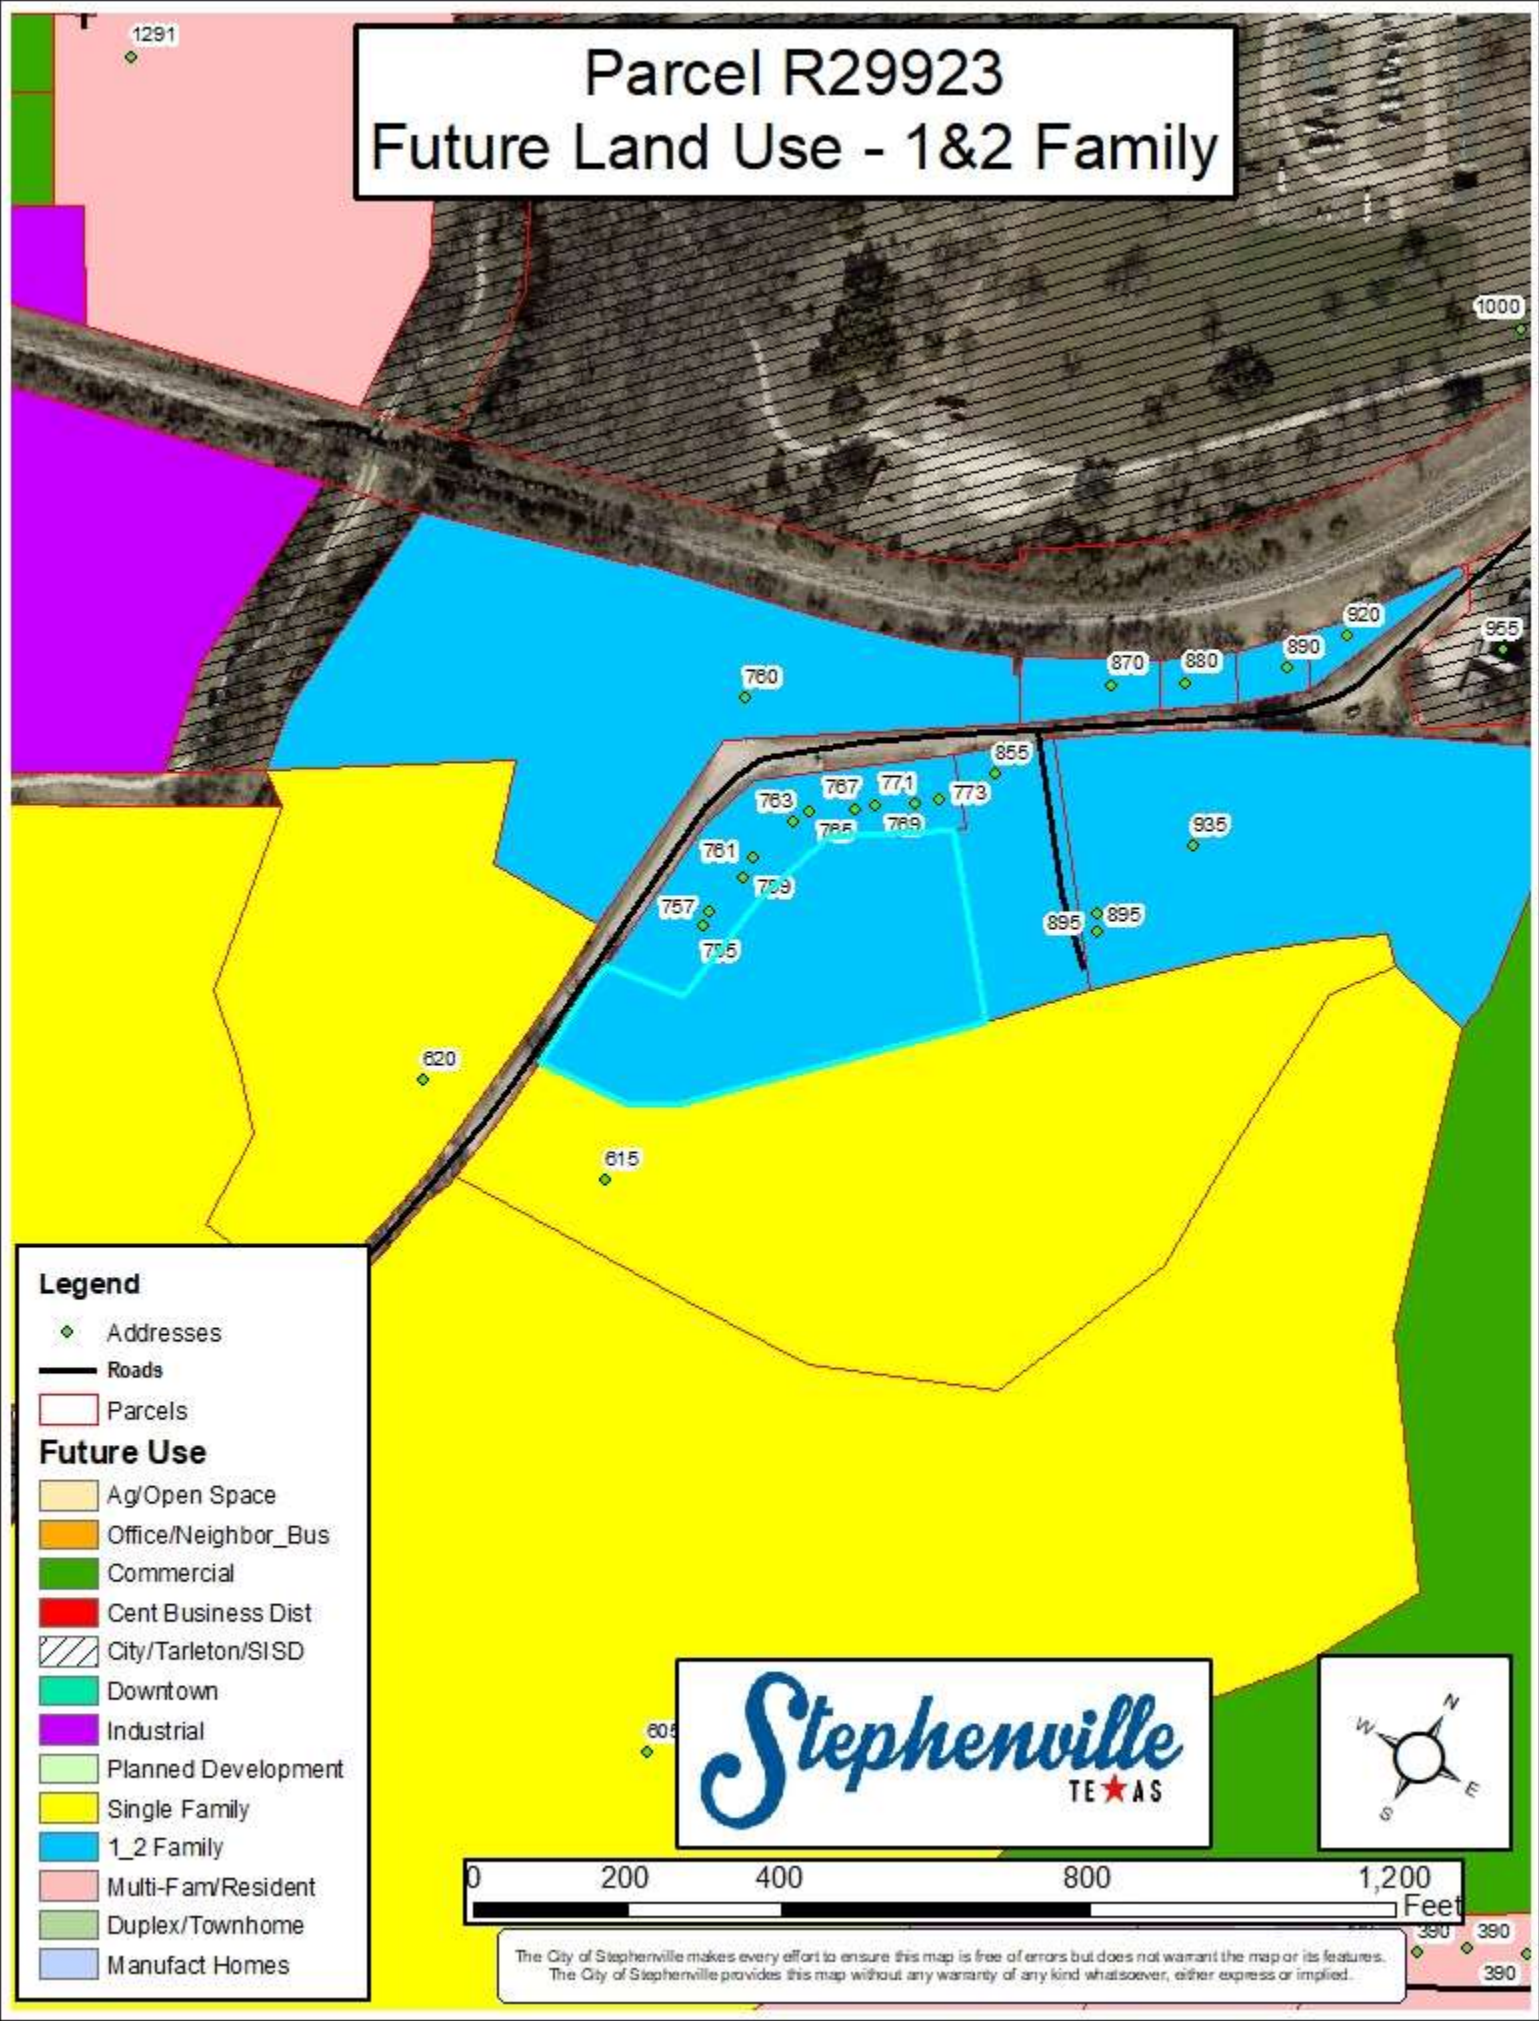 Parcel R29923
Future Land Use - 1&2 Family
1291
1000
920
955
890
880
870
760
855
771
767
773
763
765
769
935
761
759
757
895
895
755
620
615
Legend
Addresses
Roads
Parcels
Future Use
Ag/Open Space
Office/Neighbor_Bus
Commercial
Cent Business Dist
City/Tarleton/SISD
Downtown
Industrial
Planned Development
Single Family
1_2 Family
Multi-Fam/Resident
Duplex/Townhome
Manufact Homes
605
Stephenville
TEXAS
N
W
E
S
0 200 400 800 1,200
Feet
390 390
390
The City of Stephenville makes every effort to ensure this map is free of errors but does not warrant the map or its features.
The City of Stephenville provides this map without any warranty of any kind whatsoever, either express or implied.